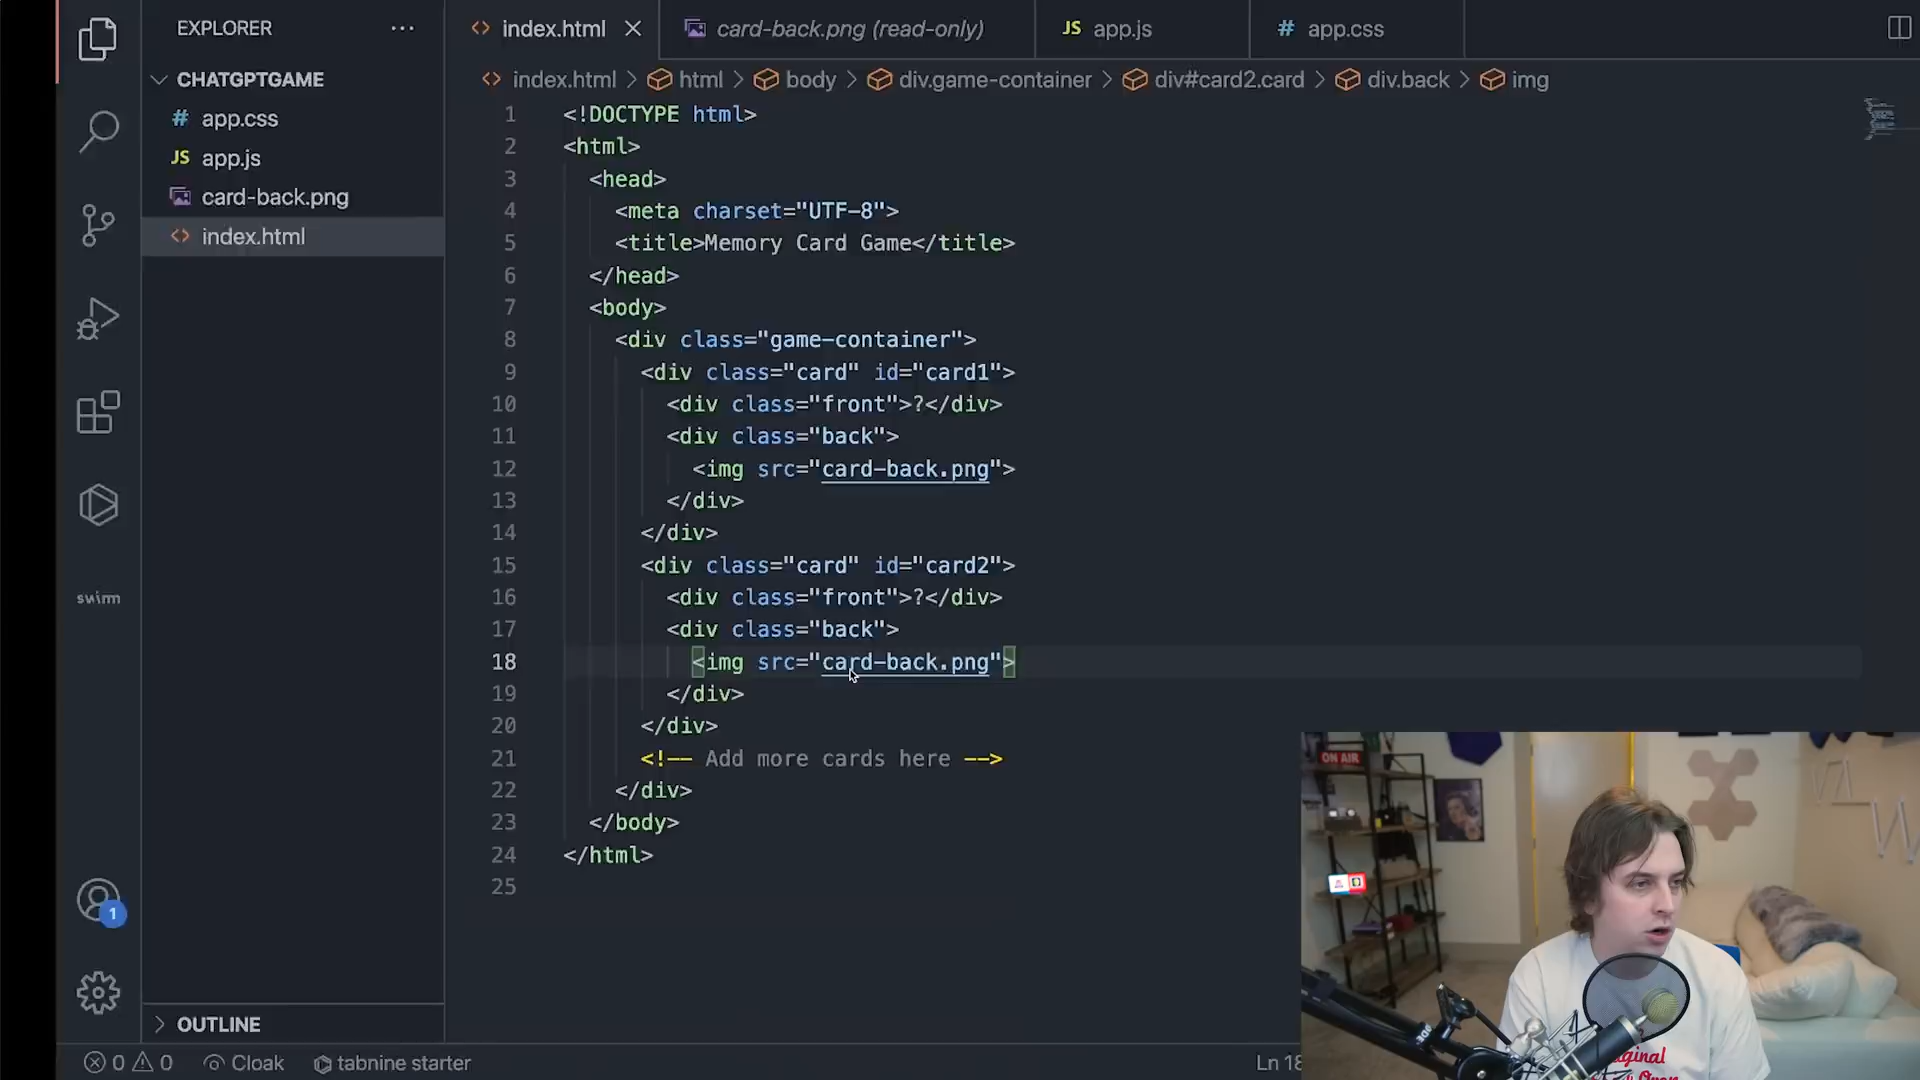 EXPLORER
CHATGPTGAME
# app.css
JS app.js
card-back.png
<> index.html
swimm
1
OUTLINE
<> index.html
card-back.png (read-only)
JS app.js
# app.css
<> index.html > html > body > div.game-container > div#card2.card > div.back > img
1 <!DOCTYPE html>
2 <html>
3 <head>
4 <meta charset="UTF-8">
5 <title>Memory Card Game</title>
6 </head>
7 <body>
8 <div class="game-container">
9 <div class="card" id="card1">
10 <div class="front">?</div>
11 <div class="back">
12 <img src="card-back.png">
13 </div>
14 </div>
15 <div class="card" id="card2">
16 <div class="front">?</div>
17 <div class="back">
18 <img src="card-back.png">
19 </div>
20 </div>
21 <!-- Add more cards here -->
22 </div>
23 </body>
24 </html>
25
ON AIR
0 0 Cloak tabnine starter
Ln 18